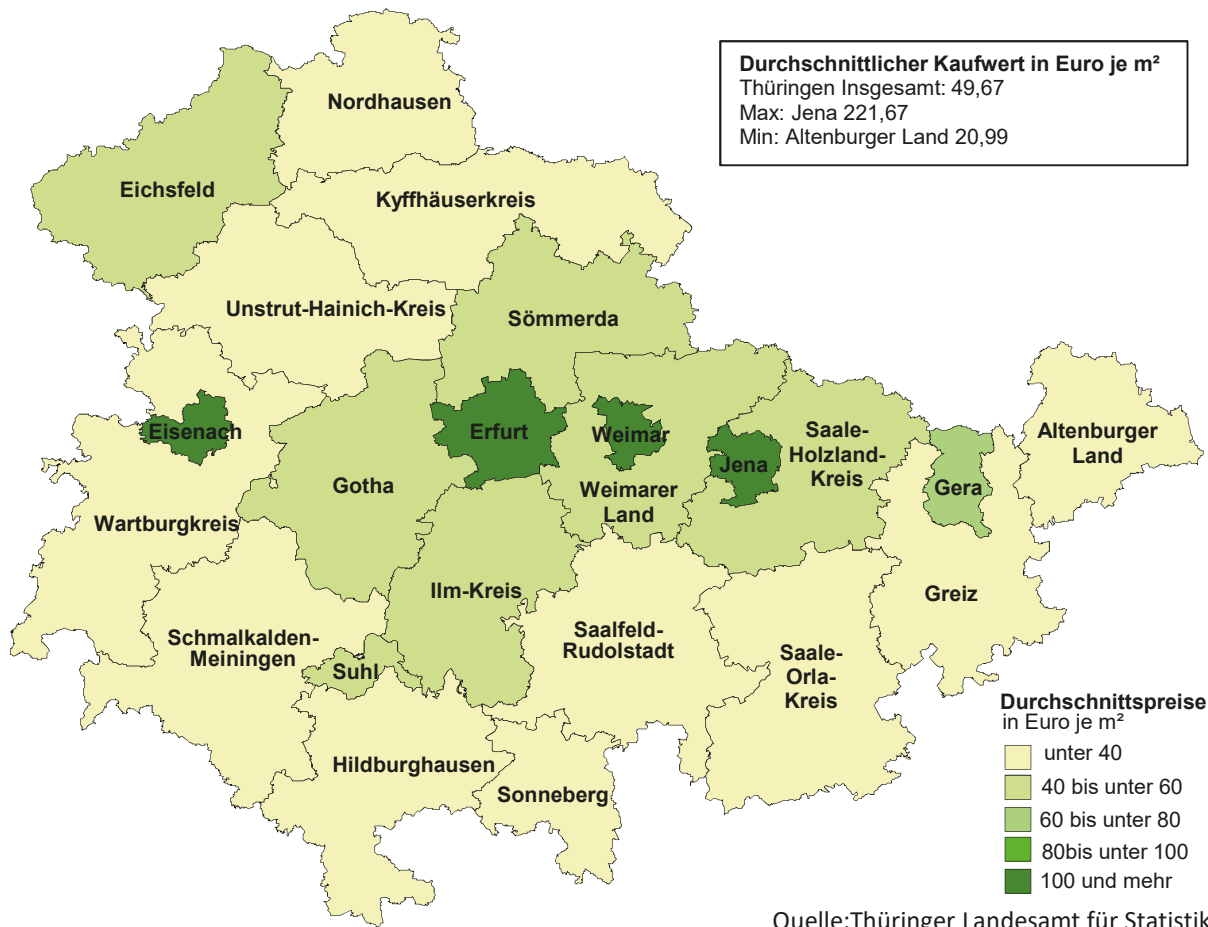 Durchschnittlicher Kaufwert in Euro je m²
Thüringen Insgesamt: 49,67
Max: Jena 221,67
Min: Altenburger Land 20,99
Nordhausen
Eichsfeld
Kyffhäuserkreis
Unstrut-Hainich-Kreis
Sömmerda
Eisenach
Erfurt
Weimar
Jena
Saale-
Holzland-
Kreis
Altenburger
Land
Gotha
Weimarer
Land
Gera
Wartburgkreis
Ilm-Kreis
Greiz
Schmalkalden-
Meiningen
Suhl
Saalfeld-
Rudolstadt
Saale-
Orla-
Kreis
Hildburghausen
Sonneberg
Durchschnittspreise
in Euro je m²
unter 40
40 bis unter 60
60 bis unter 80
80bis unter 100
100 und mehr
Quelle:Thüringer Landesamt für Statistik